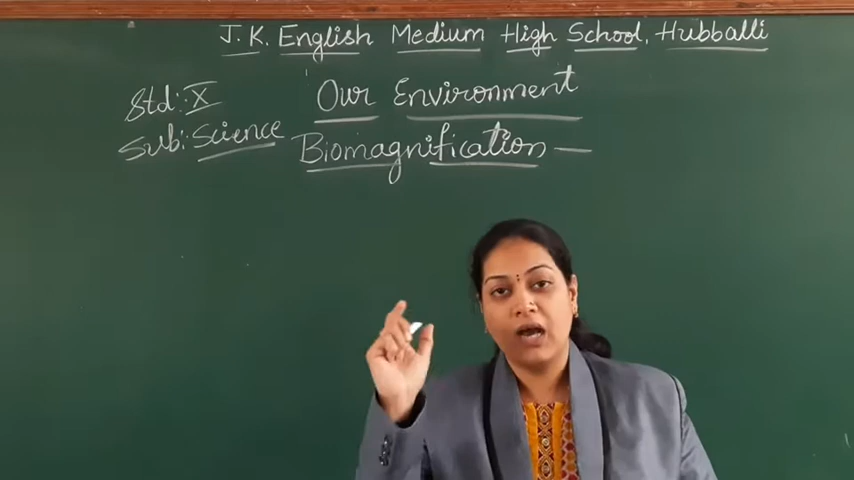 J.K. English Medium High School, Hubballi
Std: X Our Environment
Sub: Science Biomagnification —